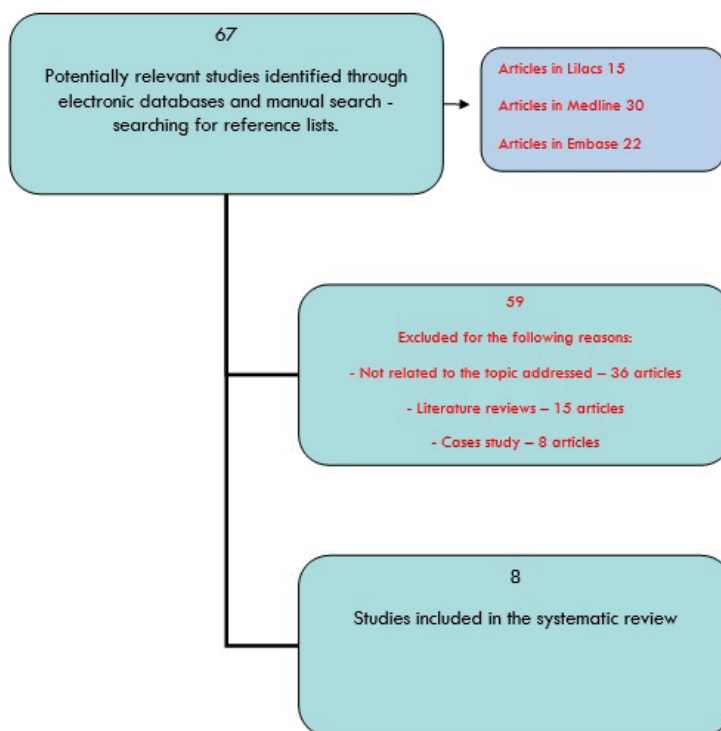 67
Potentially relevant studies identified through
electronic databases and manual search -
searching for reference lists.
Articles in Lilacs 15
Articles in Medline 30
Articles in Embase 22
59
Excluded for the following reasons:
- Not related to the topic addressed – 36 articles
- Literature reviews – 15 articles
- Cases study – 8 articles
8
Studies included in the systematic review